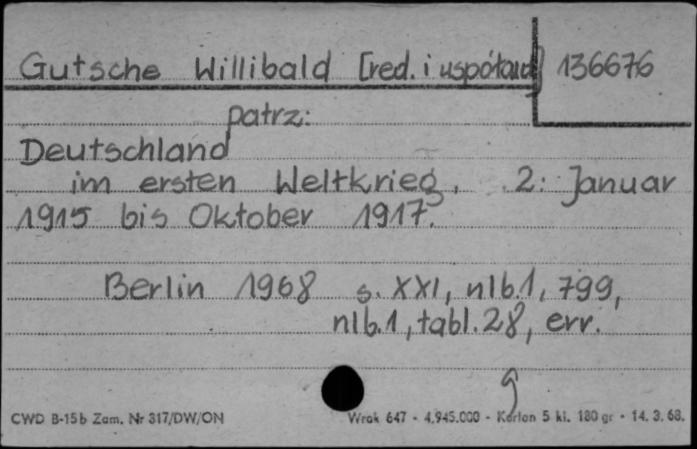 Gutsche Willibald [red. i uspółaut] 136676
patrz:
Deutschland
im ersten Weltkrieg. 2: Januar
1915 bis Oktober 1917.
Berlin 1968 s. XXI, nlb.1, 799,
nlb.1, tabl. 28, err.
CWD B-15b Zam. Nr 317/DW/ON Wrak 647 - 4.945.000 - Karton 5 kl. 180 gr - 14. 3. 68.